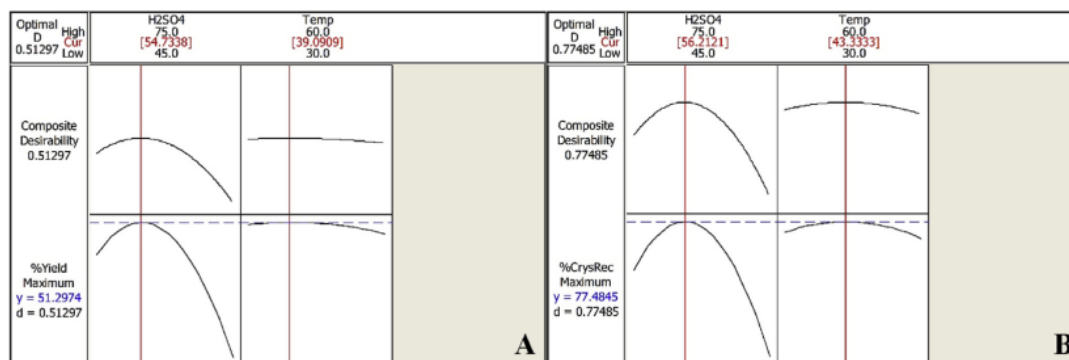 Optimal
D
0.51297
High
Cur
Low
H2SO4
75.0
[54.7338]
45.0
Temp
60.0
[39.0909]
30.0
Composite
Desirability
0.51297
%Yield
Maximum
y = 51.2974
d = 0.51297
A
Optimal
D
0.77485
High
Cur
Low
H2SO4
75.0
[56.2121]
45.0
Temp
60.0
[43.3333]
30.0
Composite
Desirability
0.77485
%CrysRec
Maximum
y = 77.4845
d = 0.77485
B